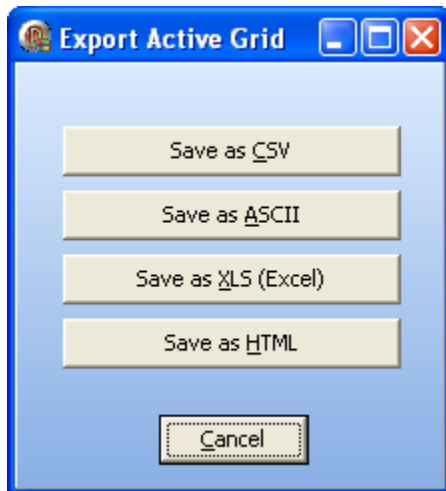 Export Active Grid
Save as CSV
Save as ASCII
Save as XLS (Excel)
Save as HTML
Cancel